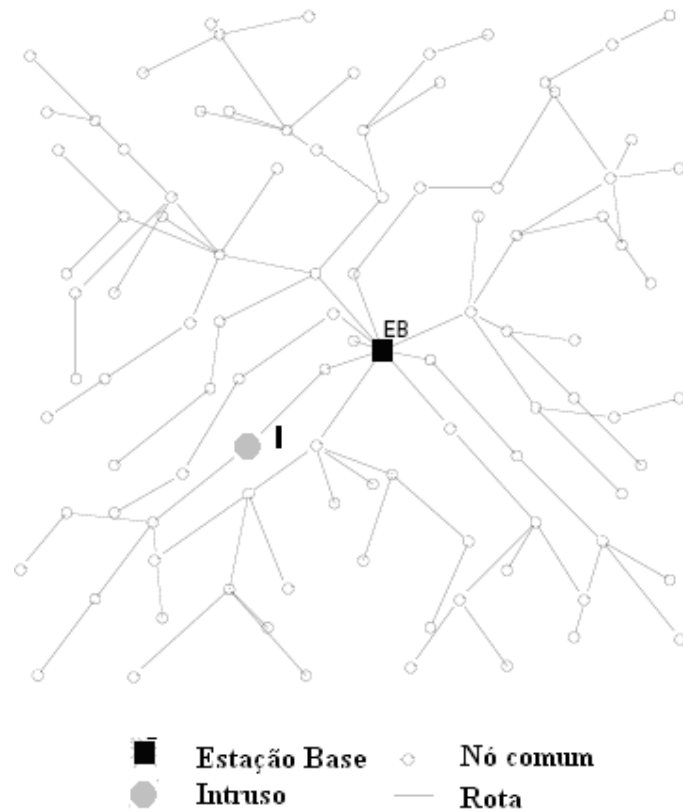 EB
I
Estação Base
Nó comum
Intruso
Rota